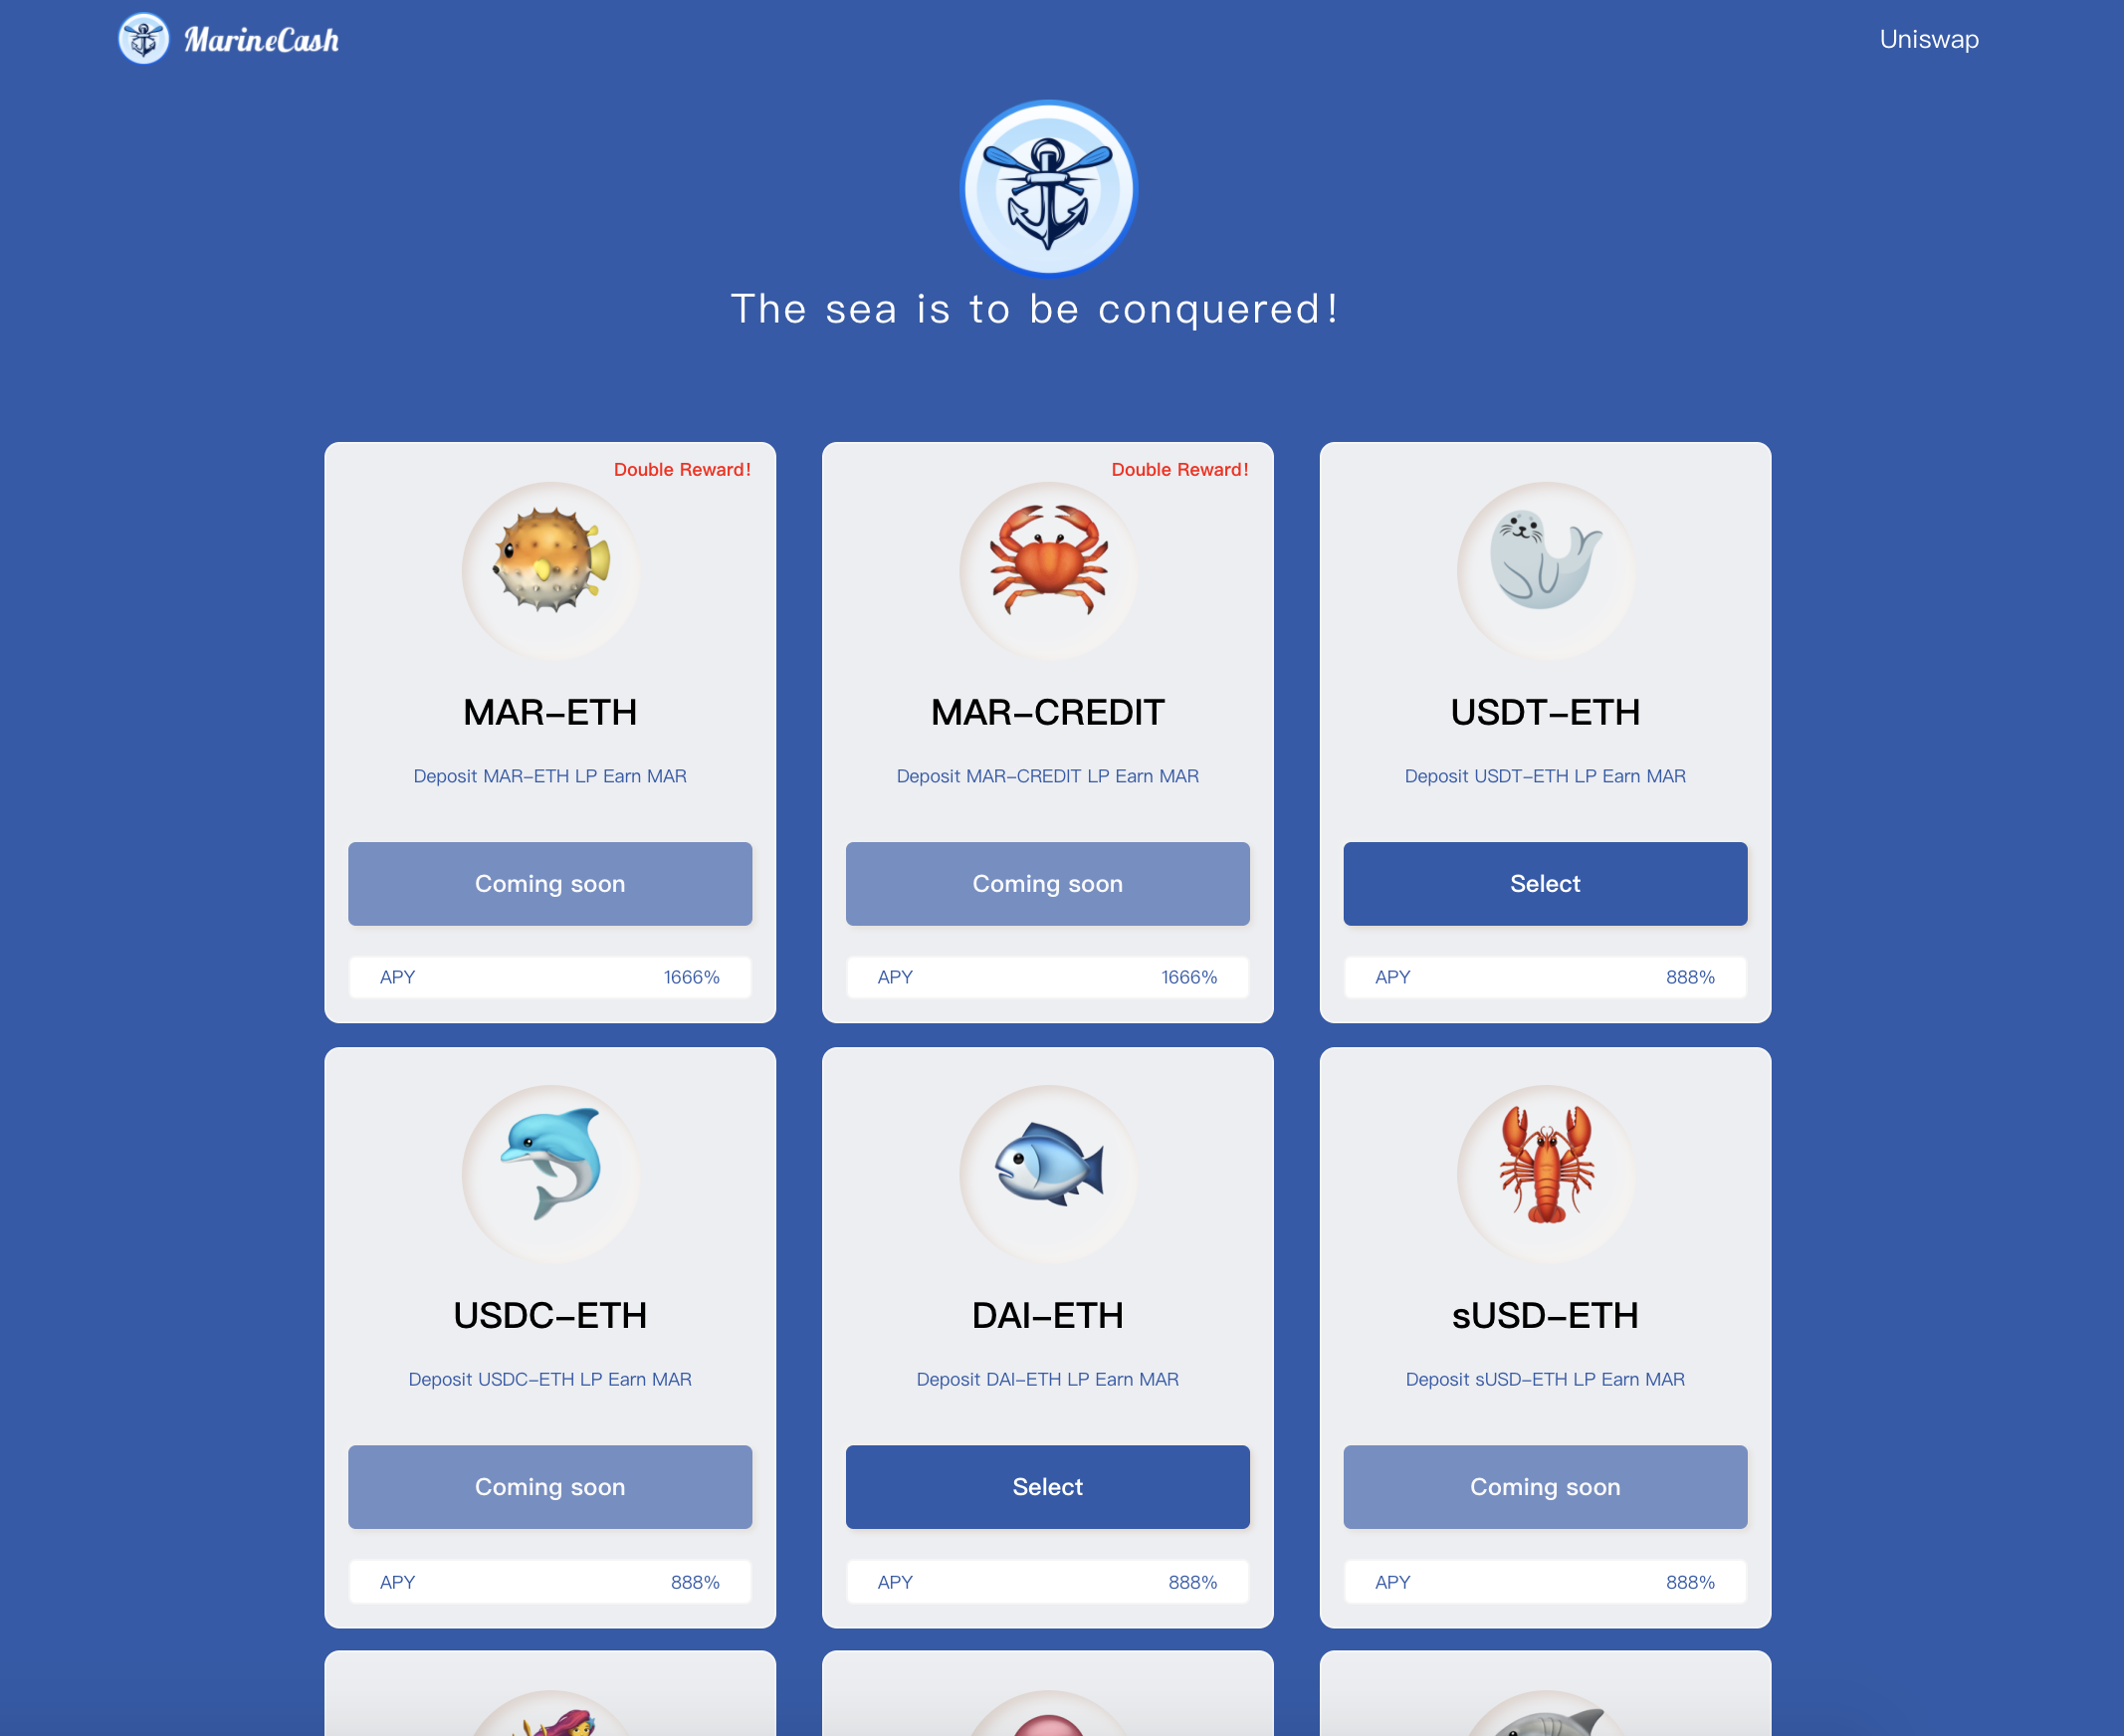 MarineCash
Uniswap
The sea is to be conquered!
Double Reward!
MAR-ETH
Deposit MAR-ETH LP Earn MAR
Coming soon
APY 1666%
Double Reward!
MAR-CREDIT
Deposit MAR-CREDIT LP Earn MAR
Coming soon
APY 1666%
USDT-ETH
Deposit USDT-ETH LP Earn MAR
Select
APY 888%
USDC-ETH
Deposit USDC-ETH LP Earn MAR
Coming soon
APY 888%
DAI-ETH
Deposit DAI-ETH LP Earn MAR
Select
APY 888%
sUSD-ETH
Deposit sUSD-ETH LP Earn MAR
Coming soon
APY 888%